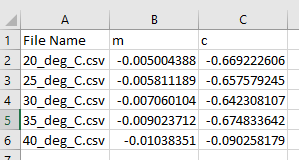 A B C
1 File Name m c
2 20_deg_C.csv -0.005004388 -0.669222606
3 25_deg_C.csv -0.005811189 -0.657579245
4 30_deg_C.csv -0.007060104 -0.642308107
5 35_deg_C.csv -0.009023712 -0.674833642
6 40_deg_C.csv -0.01038351 -0.090258179